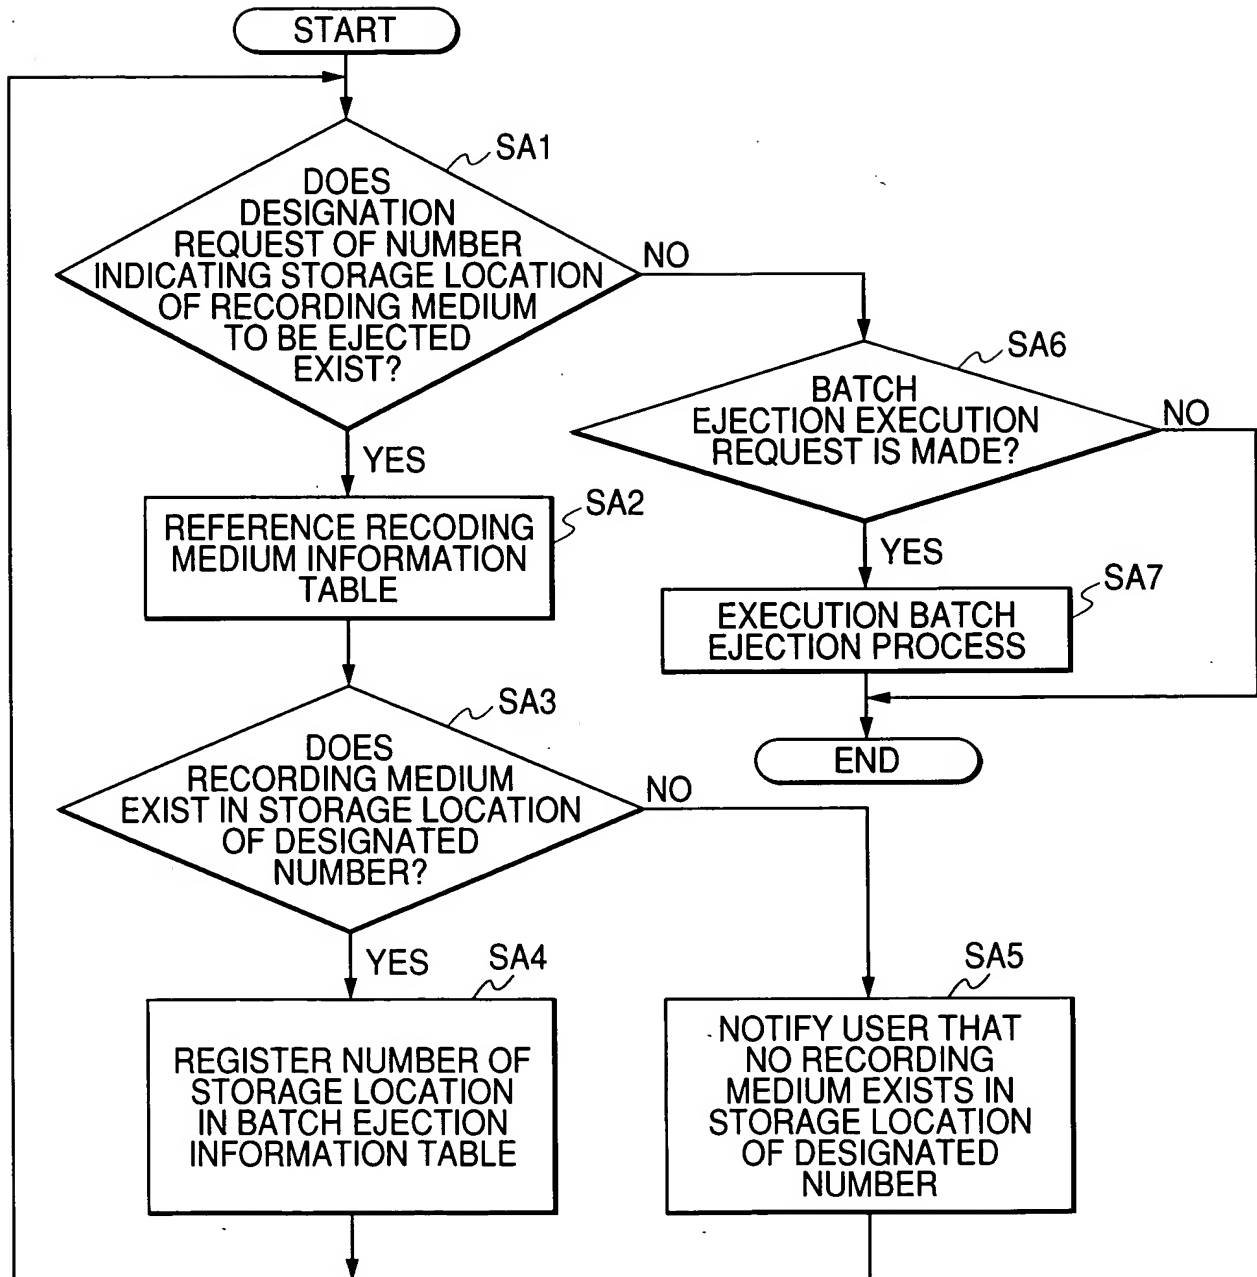 START
SA1
DOES
DESIGNATION
REQUEST OF NUMBER
INDICATING STORAGE LOCATION
OF RECORDING MEDIUM
TO BE EJECTED
EXIST?
NO
YES
SA6
BATCH
EJECTION EXECUTION
REQUEST IS MADE?
NO
YES
SA2
REFERENCE RECODING
MEDIUM INFORMATION
TABLE
SA7
EXECUTION BATCH
EJECTION PROCESS
END
SA3
DOES
RECORDING MEDIUM
EXIST IN STORAGE LOCATION
OF DESIGNATED
NUMBER?
NO
YES
SA4
REGISTER NUMBER OF
STORAGE LOCATION
IN BATCH EJECTION
INFORMATION TABLE
SA5
NOTIFY USER THAT
NO RECORDING
MEDIUM EXISTS IN
STORAGE LOCATION
OF DESIGNATED
NUMBER